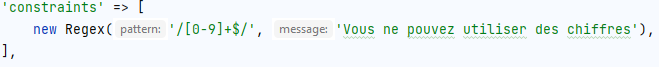 'constraints' => [
new Regex( pattern: '/[0-9]+$/', message: 'Vous ne pouvez utiliser des chiffres'),
],